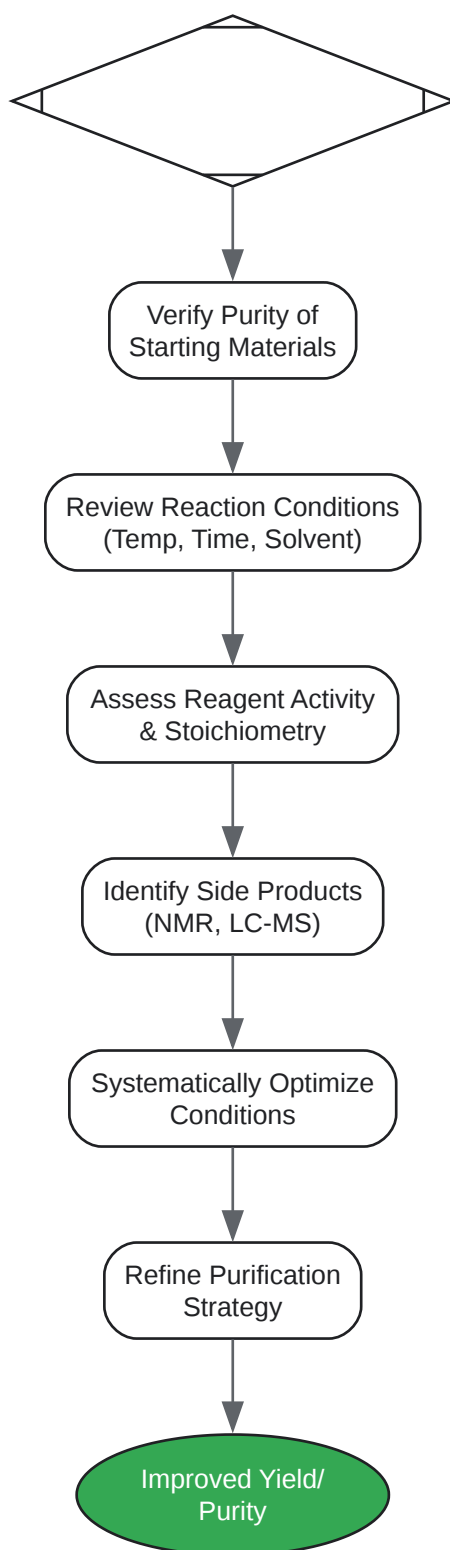 Verify Purity of
Starting Materials
Review Reaction Conditions
(Temp, Time, Solvent)
Assess Reagent Activity
& Stoichiometry
Identify Side Products
(NMR, LC-MS)
Systematically Optimize
Conditions
Refine Purification
Strategy
Improved Yield/
Purity